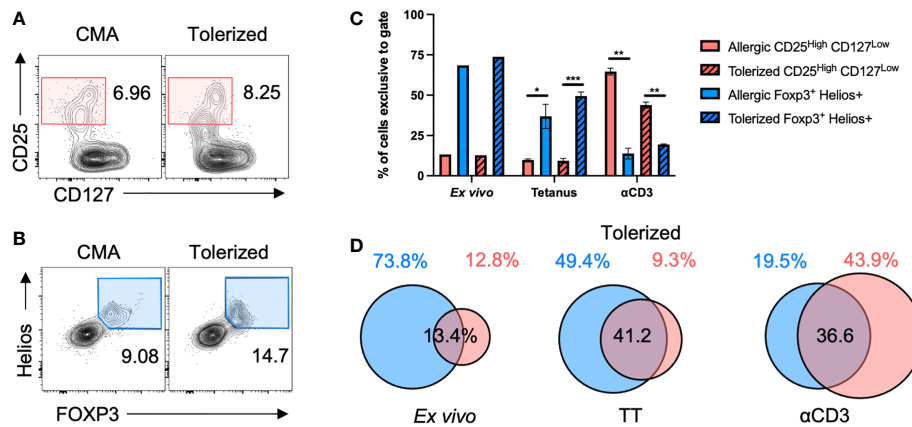 A
CMA
Tolerized
6.96
8.25
CD25
CD127
B
CMA
Tolerized
9.08
14.7
Helios
FOXP3
C
% of cells exclusive to gate
100
75
50
25
0
*
***
**
**
Ex vivo
Tetanus
αCD3
Allergic CD25High CD127Low
Tolerized CD25High CD127Low
Allergic Foxp3+ Helios+
Tolerized Foxp3+ Helios+
D
Tolerized
73.8% 12.8% 49.4% 9.3% 19.5% 43.9%
13.4% 41.2 36.6
Ex vivo TT αCD3